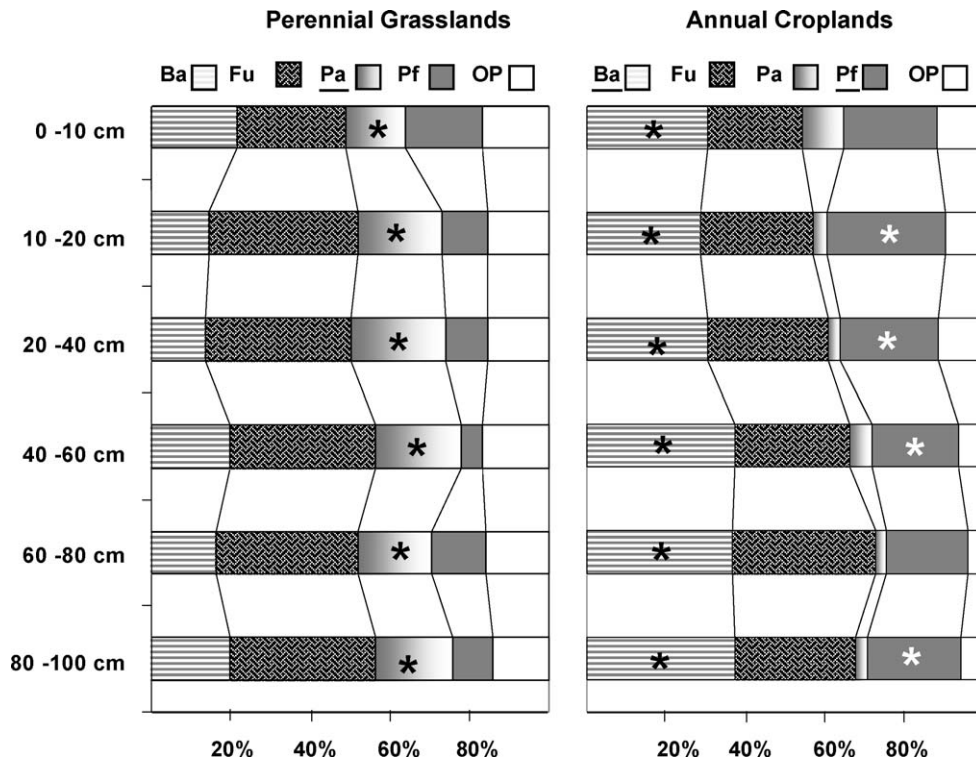 Perennial Grasslands Annual Croplands
Ba Fu Pa Pf OP Ba Fu Pa Pf OP
0 -10 cm * *
10 -20 cm * * *
20 -40 cm * * *
40 -60 cm * * *
60 -80 cm * *
80 -100 cm * * *
20% 40% 60% 80% 20% 40% 60% 80%